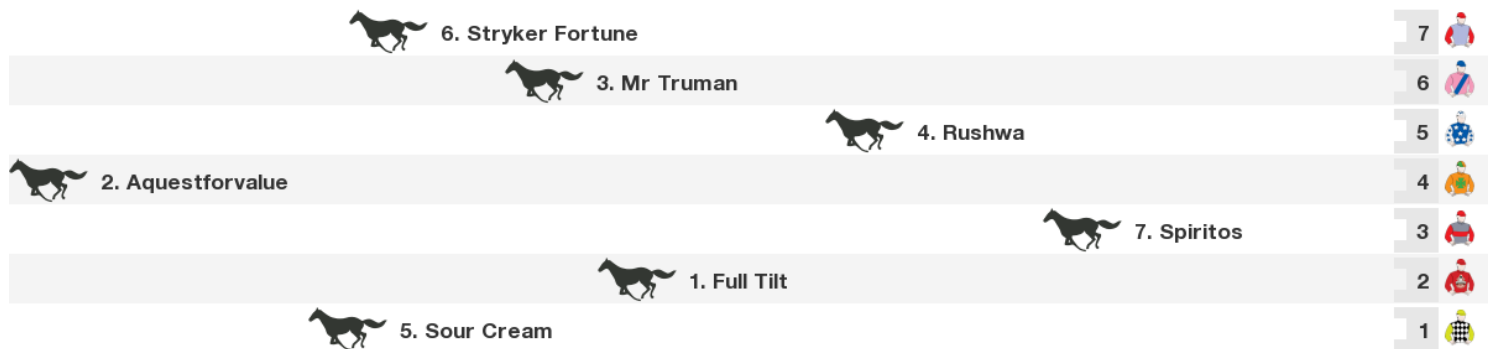 6. Stryker Fortune 7
3. Mr Truman 6
4. Rushwa 5
2. Aquestforvalue 4
7. Spiritos 3
1. Full Tilt 2
5. Sour Cream 1